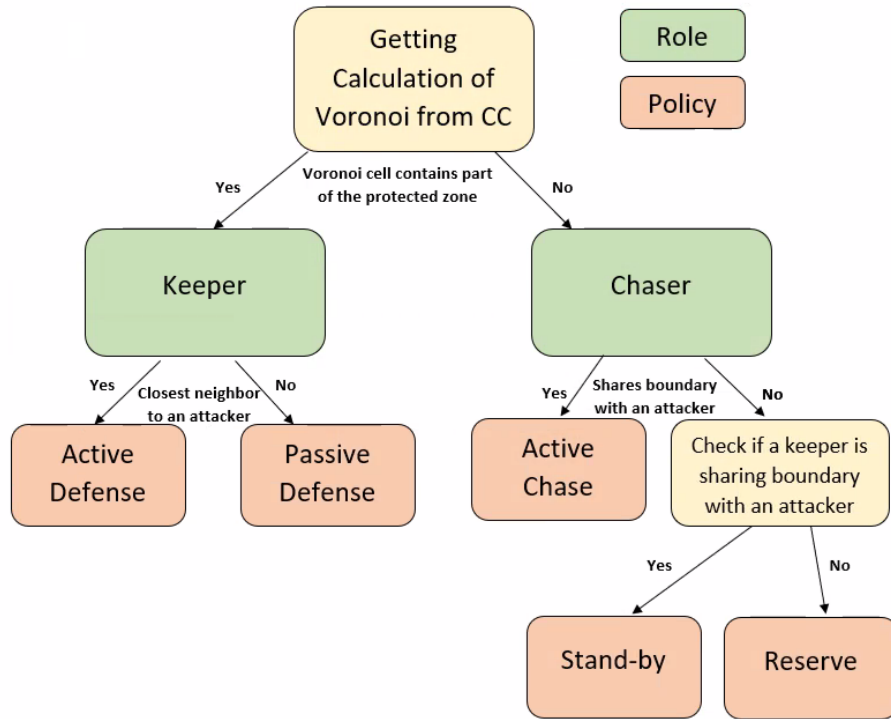 Getting
Calculation of
Voronoi from CC
Role
Policy
Yes
Voronoi cell contains part
of the protected zone
No
Keeper
Chaser
Yes
Closest neighbor
to an attacker
No
Yes
Shares boundary
with an attacker
No
Active
Defense
Passive
Defense
Active
Chase
Check if a keeper is
sharing boundary
with an attacker
Yes
No
Stand-by
Reserve